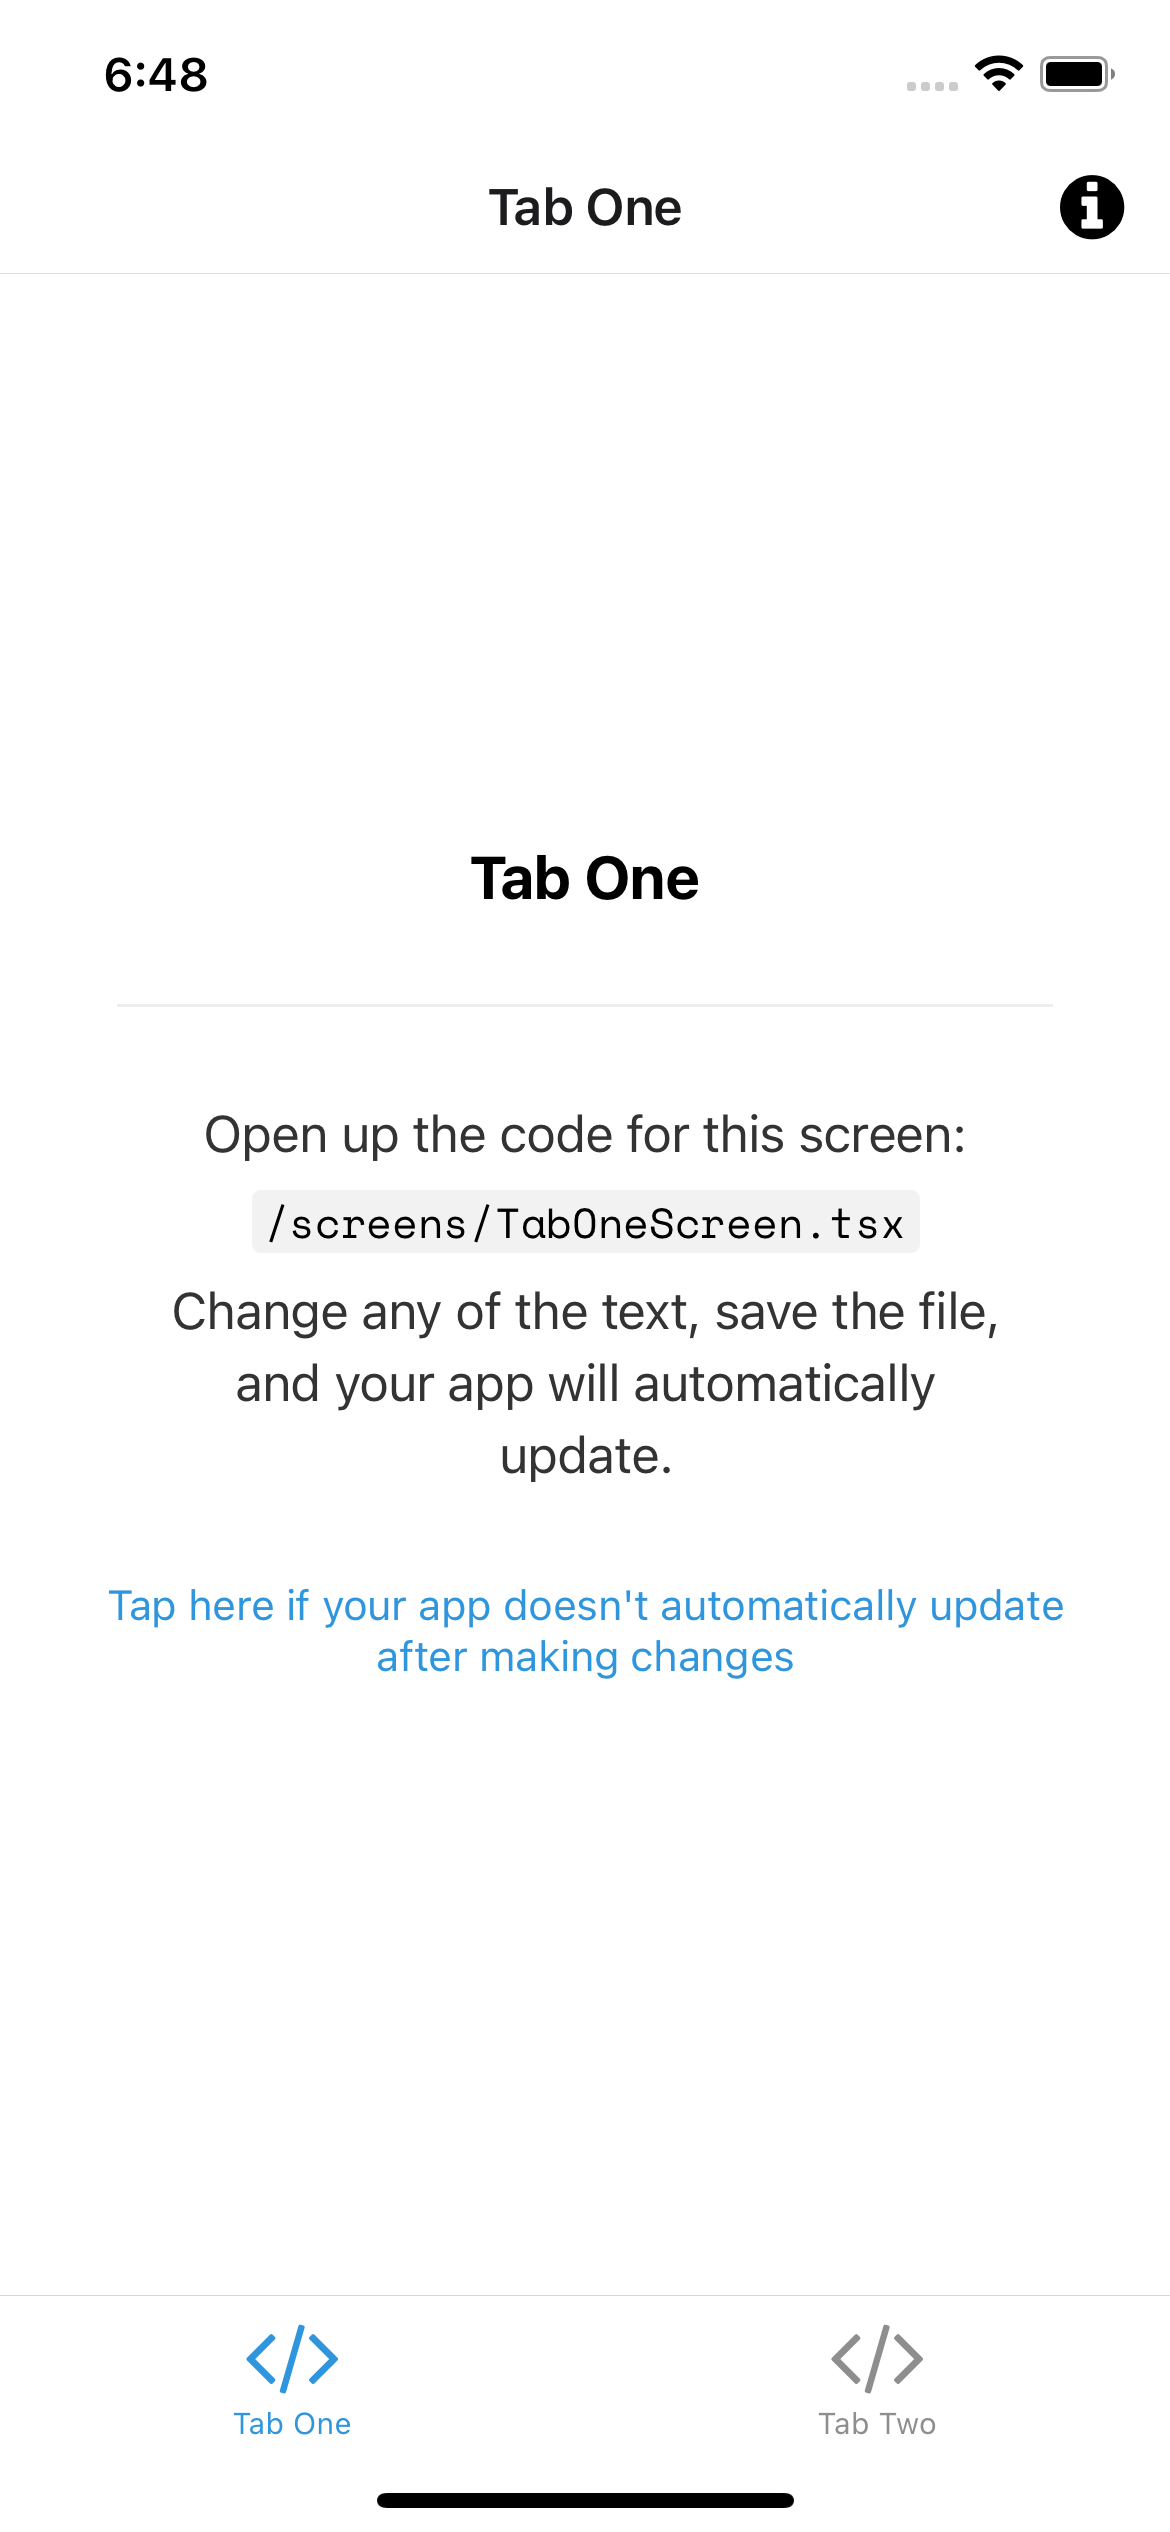 6:48
Tab One
Tab One
Open up the code for this screen:
/screens/TabOneScreen.tsx
Change any of the text, save the file,
and your app will automatically
update.
Tap here if your app doesn't automatically update
after making changes
Tab One
Tab Two